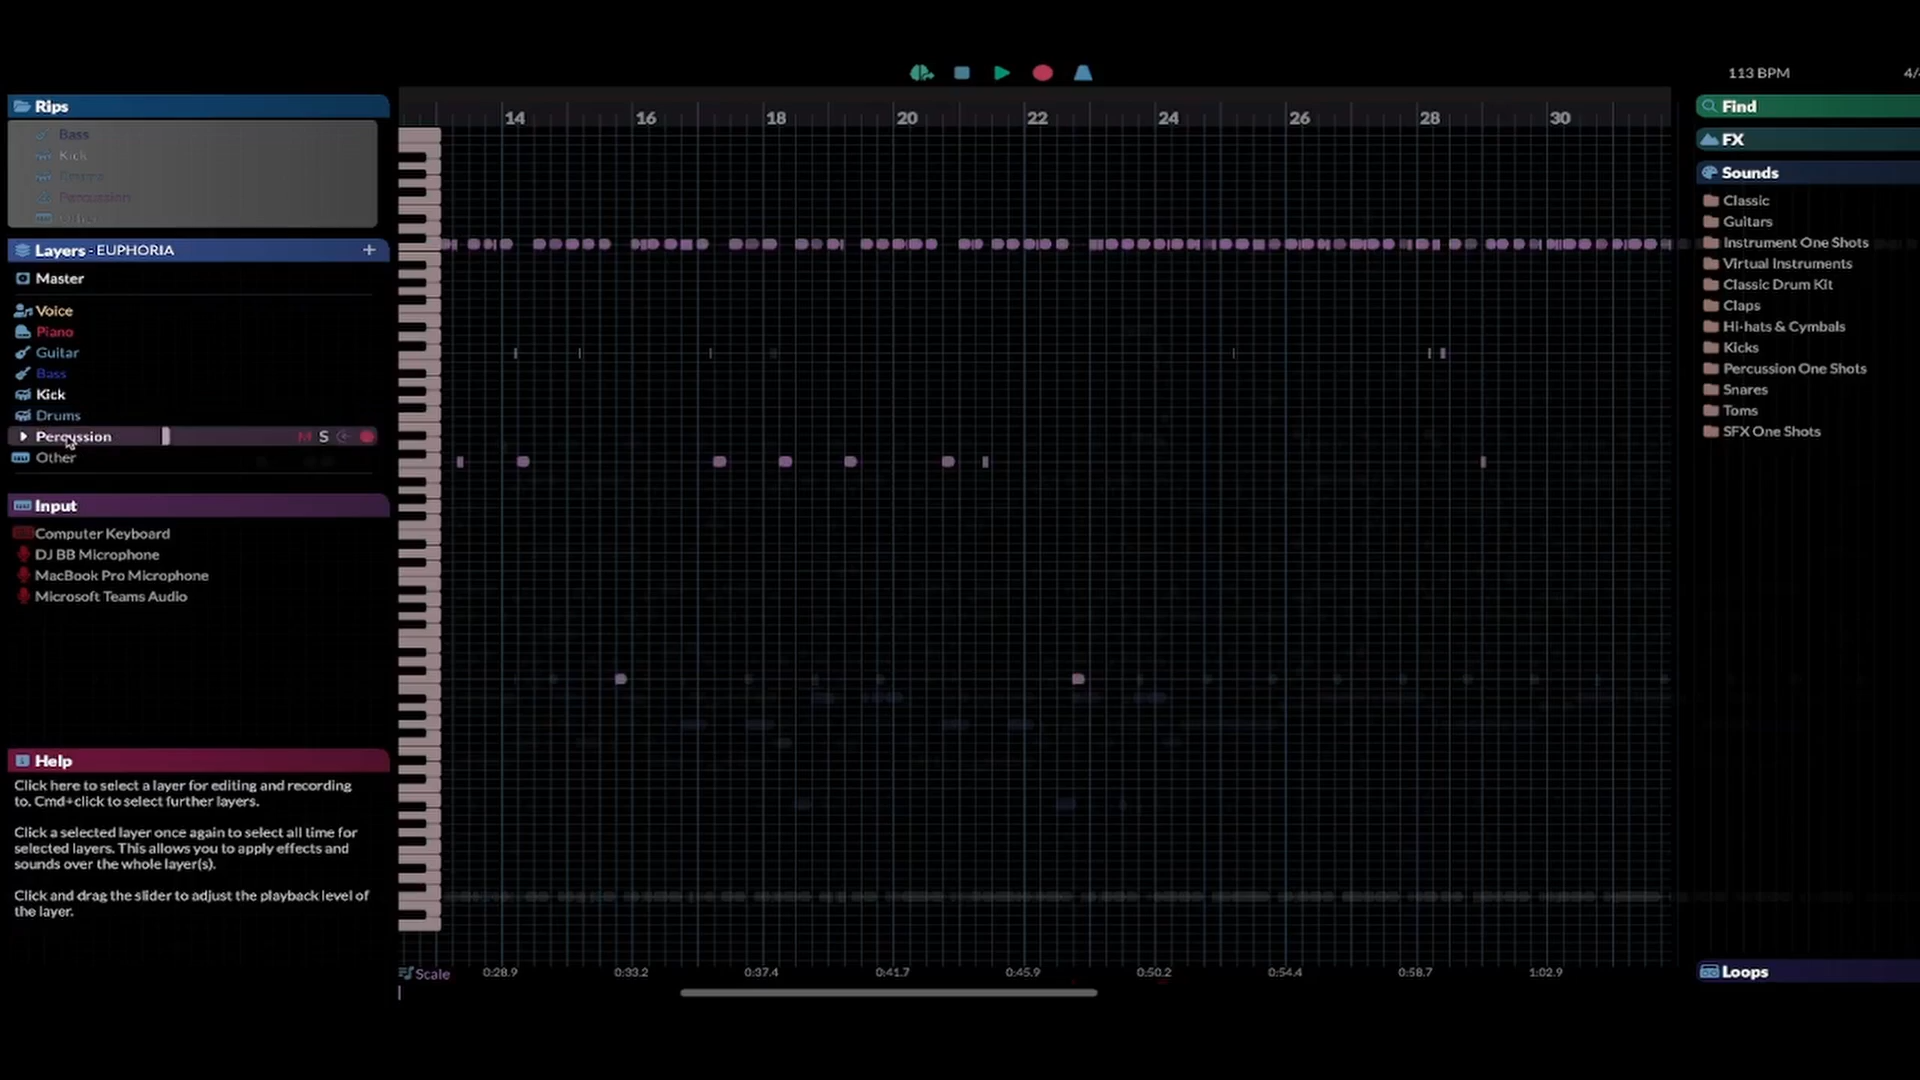 113 BPM
4/4
Rips
Bass
Kick
Drums
Percussion
Other
Layers - EUPHORIA
+
Master
Voice
Piano
Guitar
Bass
Kick
Drums
Percussion
M S
Other
Input
Computer Keyboard
DJ BB Microphone
MacBook Pro Microphone
Microsoft Teams Audio
Help
Click here to select a layer for editing and recording
to. Cmd+click to select further layers.
Click a selected layer once again to select all time for
selected layers. This allows you to apply effects and
sounds over the whole layer(s).
Click and drag the slider to adjust the playback level of
the layer.
14 16 18 20 22 24 26 28 30
Scale
0:28.9 0:33.2 0:37.4 0:41.7 0:45.9 0:50.2 0:54.4 0:58.7 1:02.9
Find
FX
Sounds
Classic
Guitars
Instrument One Shots
Virtual Instruments
Classic Drum Kit
Claps
Hi-hats & Cymbals
Kicks
Percussion One Shots
Snares
Toms
SFX One Shots
Loops